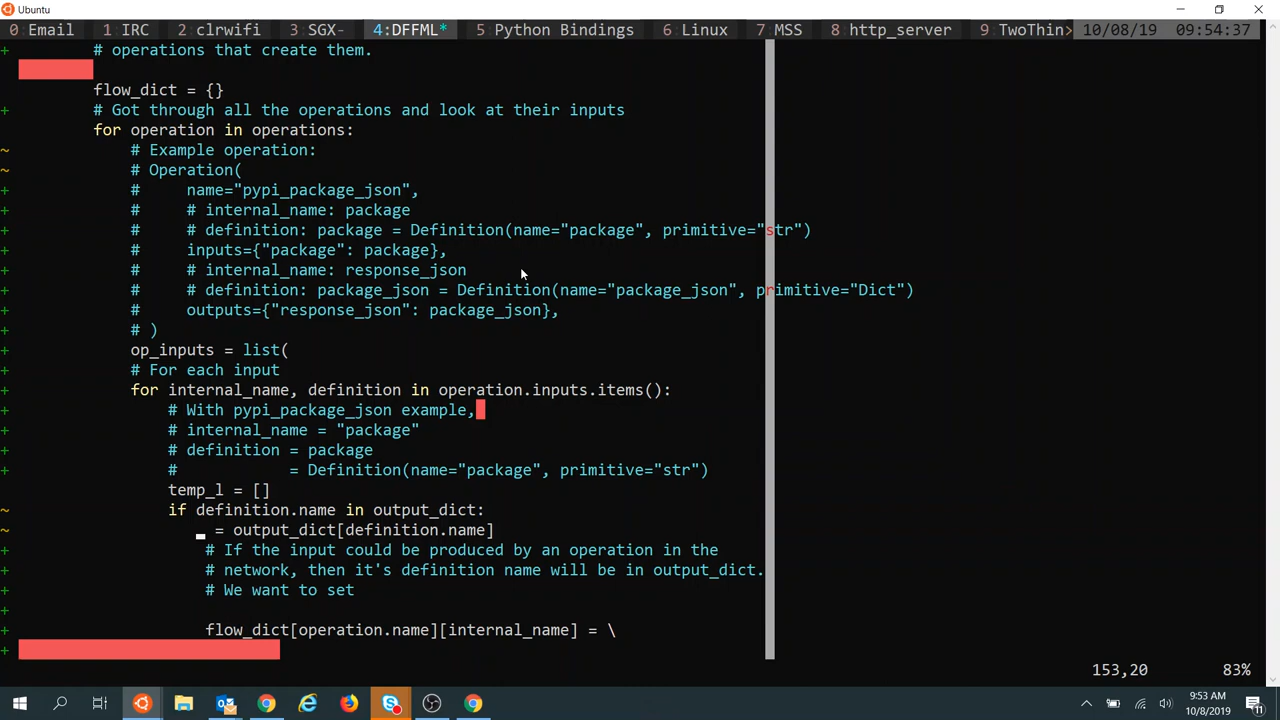 Ubuntu
0 Email 1 IRC 2 clrwifi 3 SGX- 4:DFFML* 5 Python Bindings 6 Linux 7 MSS 8 http_server 9 TwoThin> 10/08/19 09:54:37
+ # operations that create them.
flow_dict = {}
+ # Got through all the operations and look at their inputs
for operation in operations:
~ # Example operation:
~ # Operation(
+ # name="pypi_package_json",
+ # # internal_name: package
+ # # definition: package = Definition(name="package", primitive="str")
+ # inputs={"package": package},
+ # # internal_name: response_json
+ # # definition: package_json = Definition(name="package_json", primitive="Dict")
+ # outputs={"response_json": package_json},
+ # )
+ op_inputs = list(
+ # For each input
+ for internal_name, definition in operation.inputs.items():
+ # With pypi_package_json example,
+ # internal_name = "package"
+ # definition = package
+ # = Definition(name="package", primitive="str")
temp_l = []
~ if definition.name in output_dict:
~ = output_dict[definition.name]
+ # If the input could be produced by an operation in the
+ # network, then it's definition name will be in output_dict.
+ # We want to set
+
+ flow_dict[operation.name][internal_name] = \
+
153,20 83%
9:53 AM
10/8/2019
11